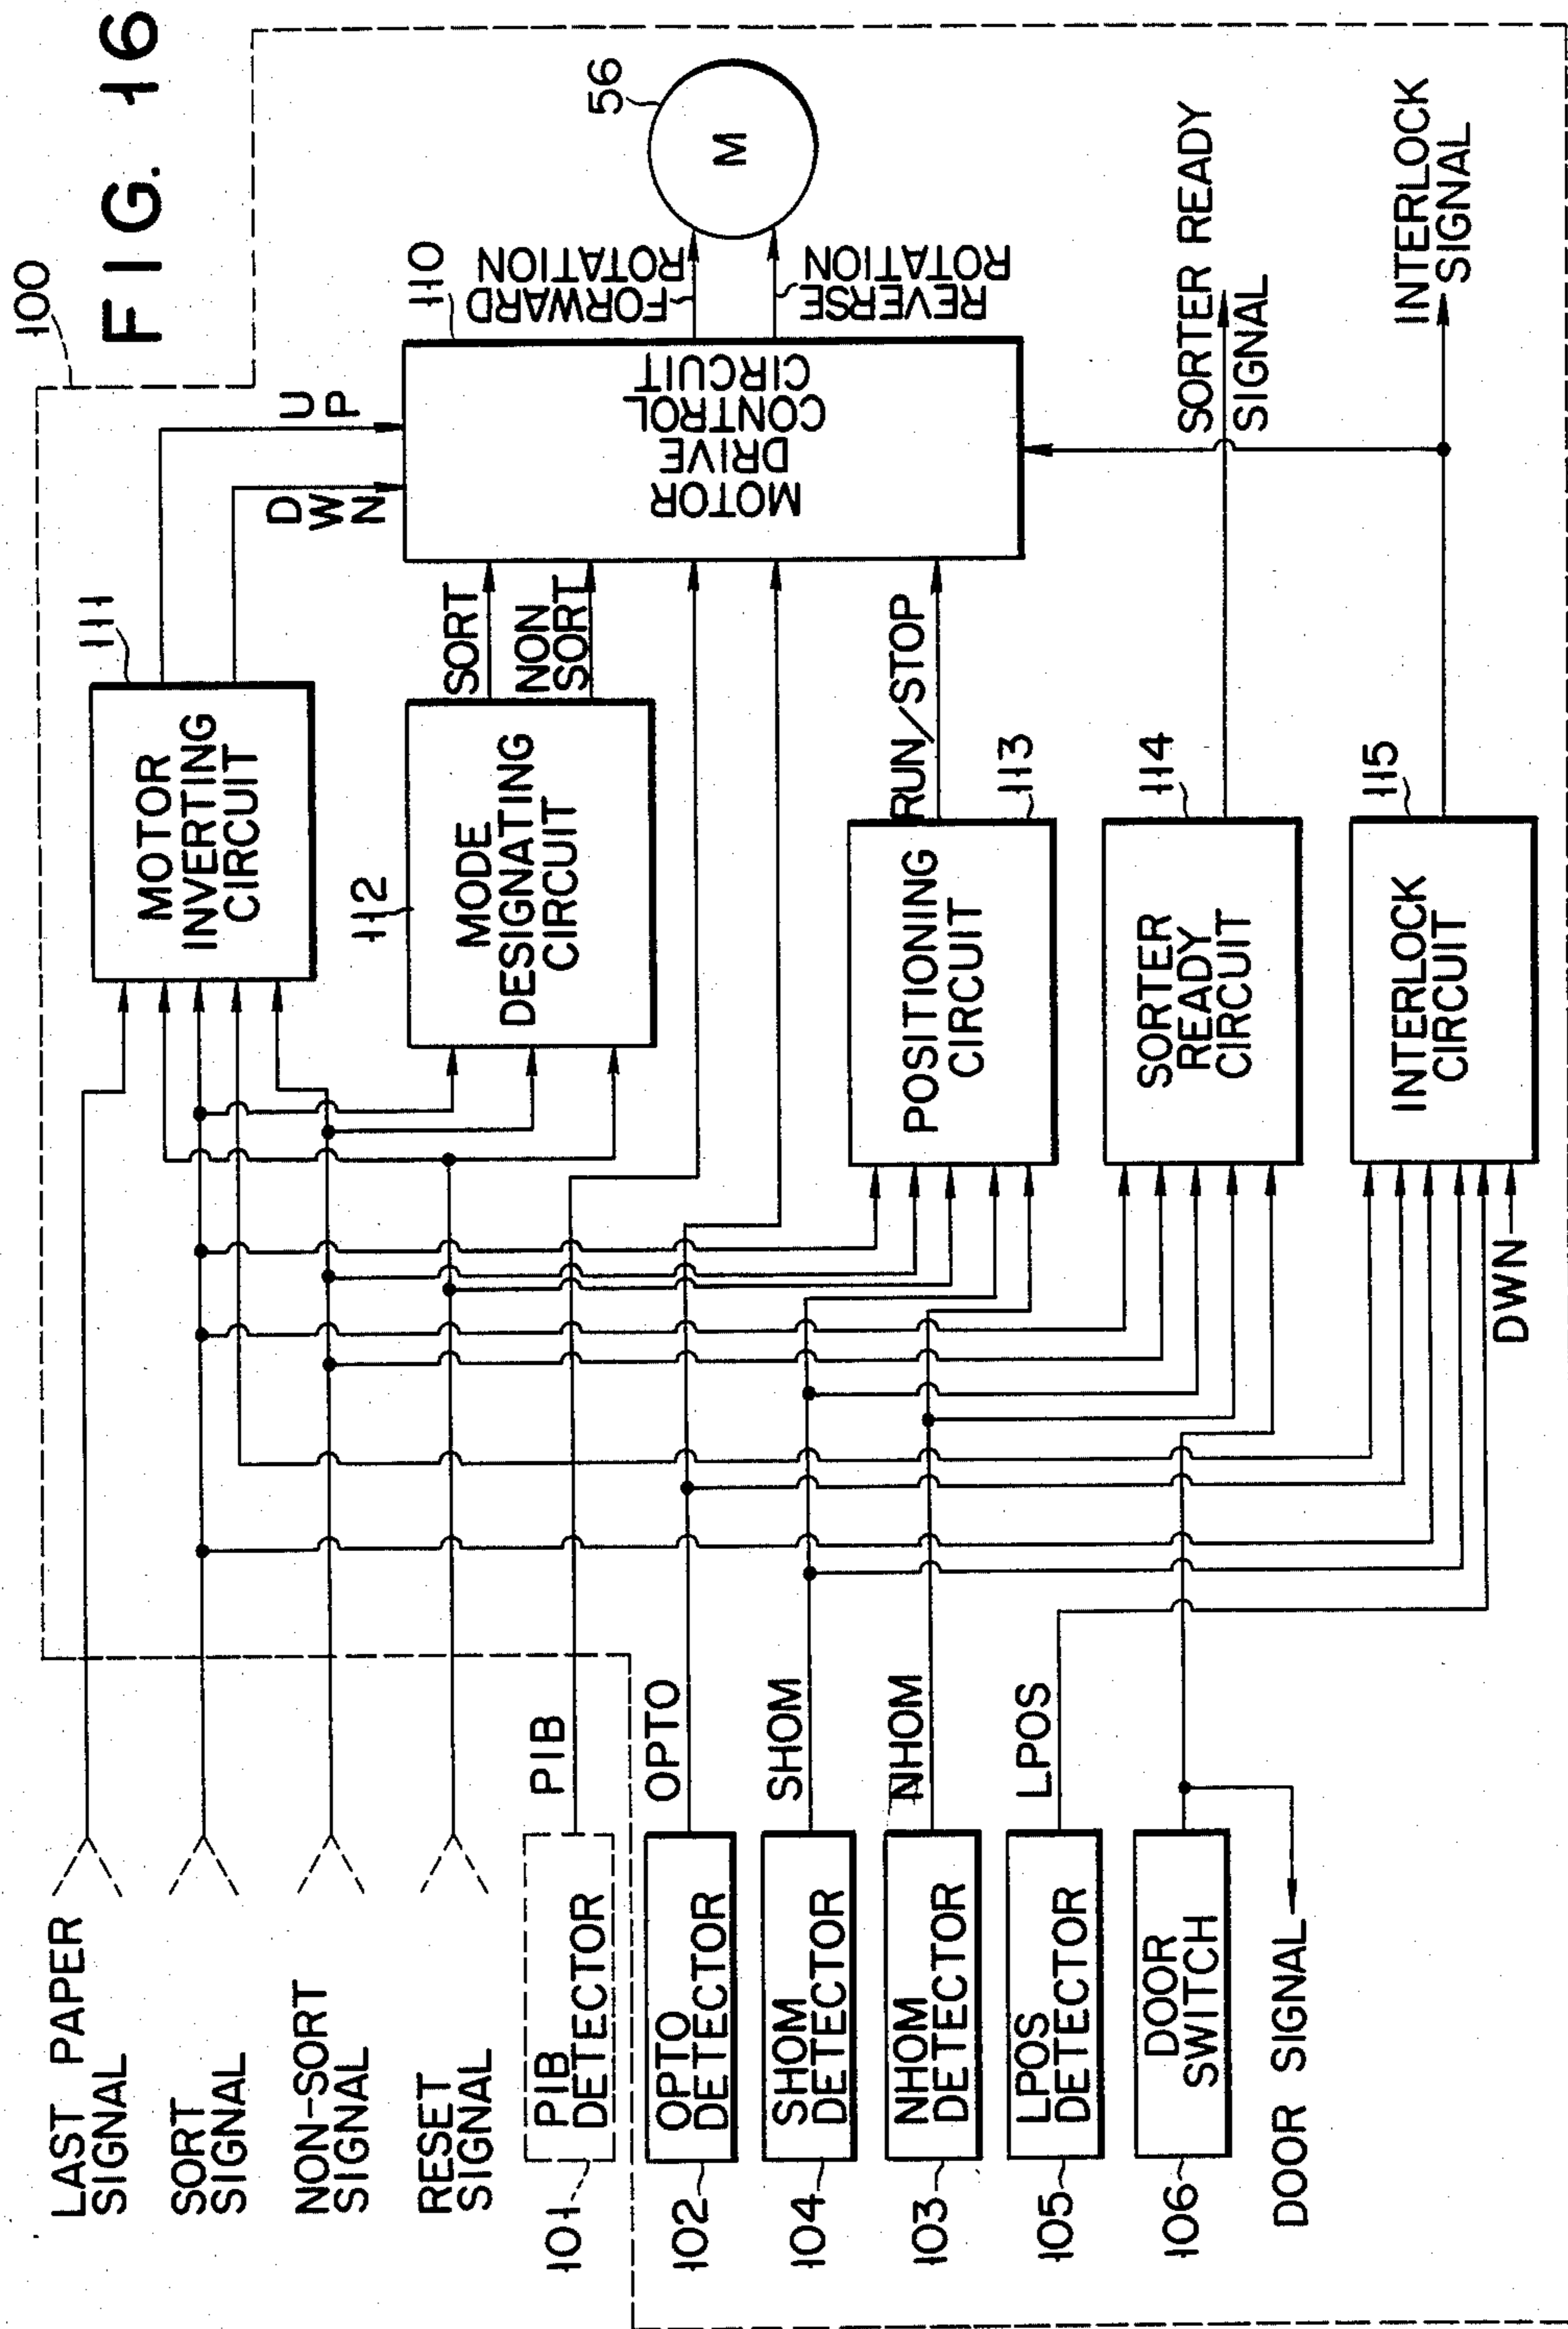 FIG. 16
100
LAST PAPER
SIGNAL
SORT
SIGNAL
NON-SORT
SIGNAL
RESET
SIGNAL
101
PIB
DETECTOR
PIB
102
OPTO
DETECTOR
OPTO
104
SHOM
DETECTOR
SHOM
103
NHOM
DETECTOR
NHOM
105
LPOS
DETECTOR
LPOS
106
DOOR
SWITCH
DOOR SIGNAL
111
MOTOR
INVERTING
CIRCUIT
UP
DWN
112
MODE
DESIGNATING
CIRCUIT
SORT
NON
SORT
113
POSITIONING
CIRCUIT
RUN/STOP
114
SORTER
READY
CIRCUIT
115
INTERLOCK
CIRCUIT
DWN
110
MOTOR
DRIVE
CONTROL
CIRCUIT
FORWARD
ROTATION
REVERSE
ROTATION
56
M
SORTER READY
SIGNAL
INTERLOCK
SIGNAL